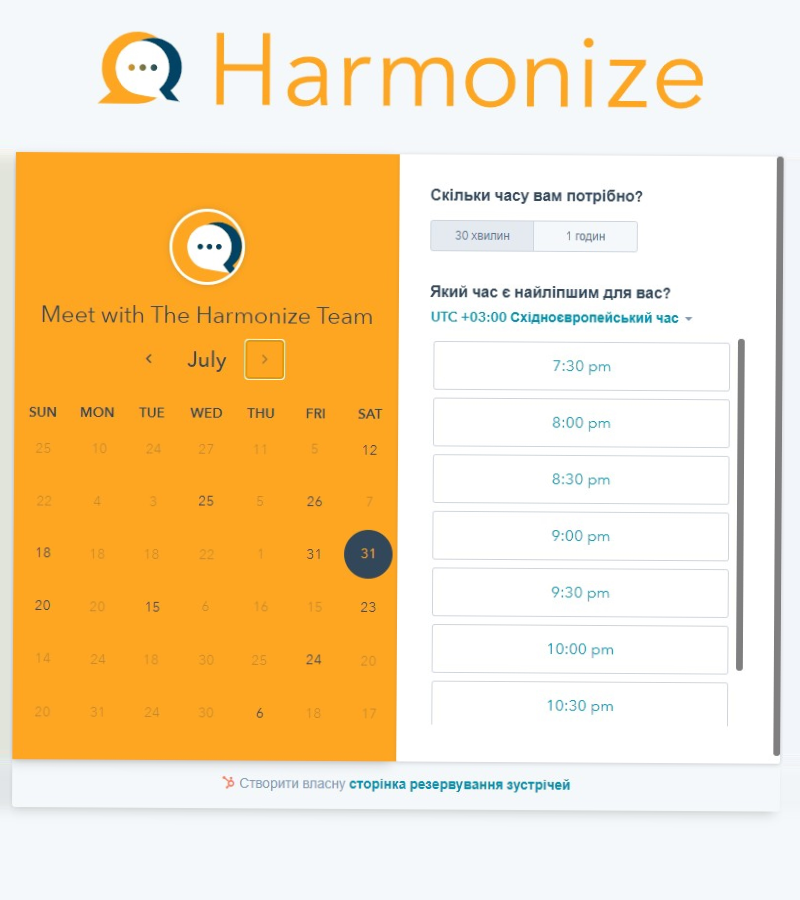 Harmonize
Meet with The Harmonize Team
July
SUN MON TUE WED THU FRI SAT
25 10 24 27 11 5 12
22 4 3 25 5 26 7
18 18 18 22 1 31 31
20 20 15 6 16 15 23
14 24 18 30 25 24 20
20 31 24 30 6 18 17
Скільки часу вам потрібно?
30 хвилин 1 годин
Який час є найліпшим для вас?
UTC +03:00 Східноєвропейський час
7:30 pm
8:00 pm
8:30 pm
9:00 pm
9:30 pm
10:00 pm
10:30 pm
Створити власну сторінка резервування зустрічей